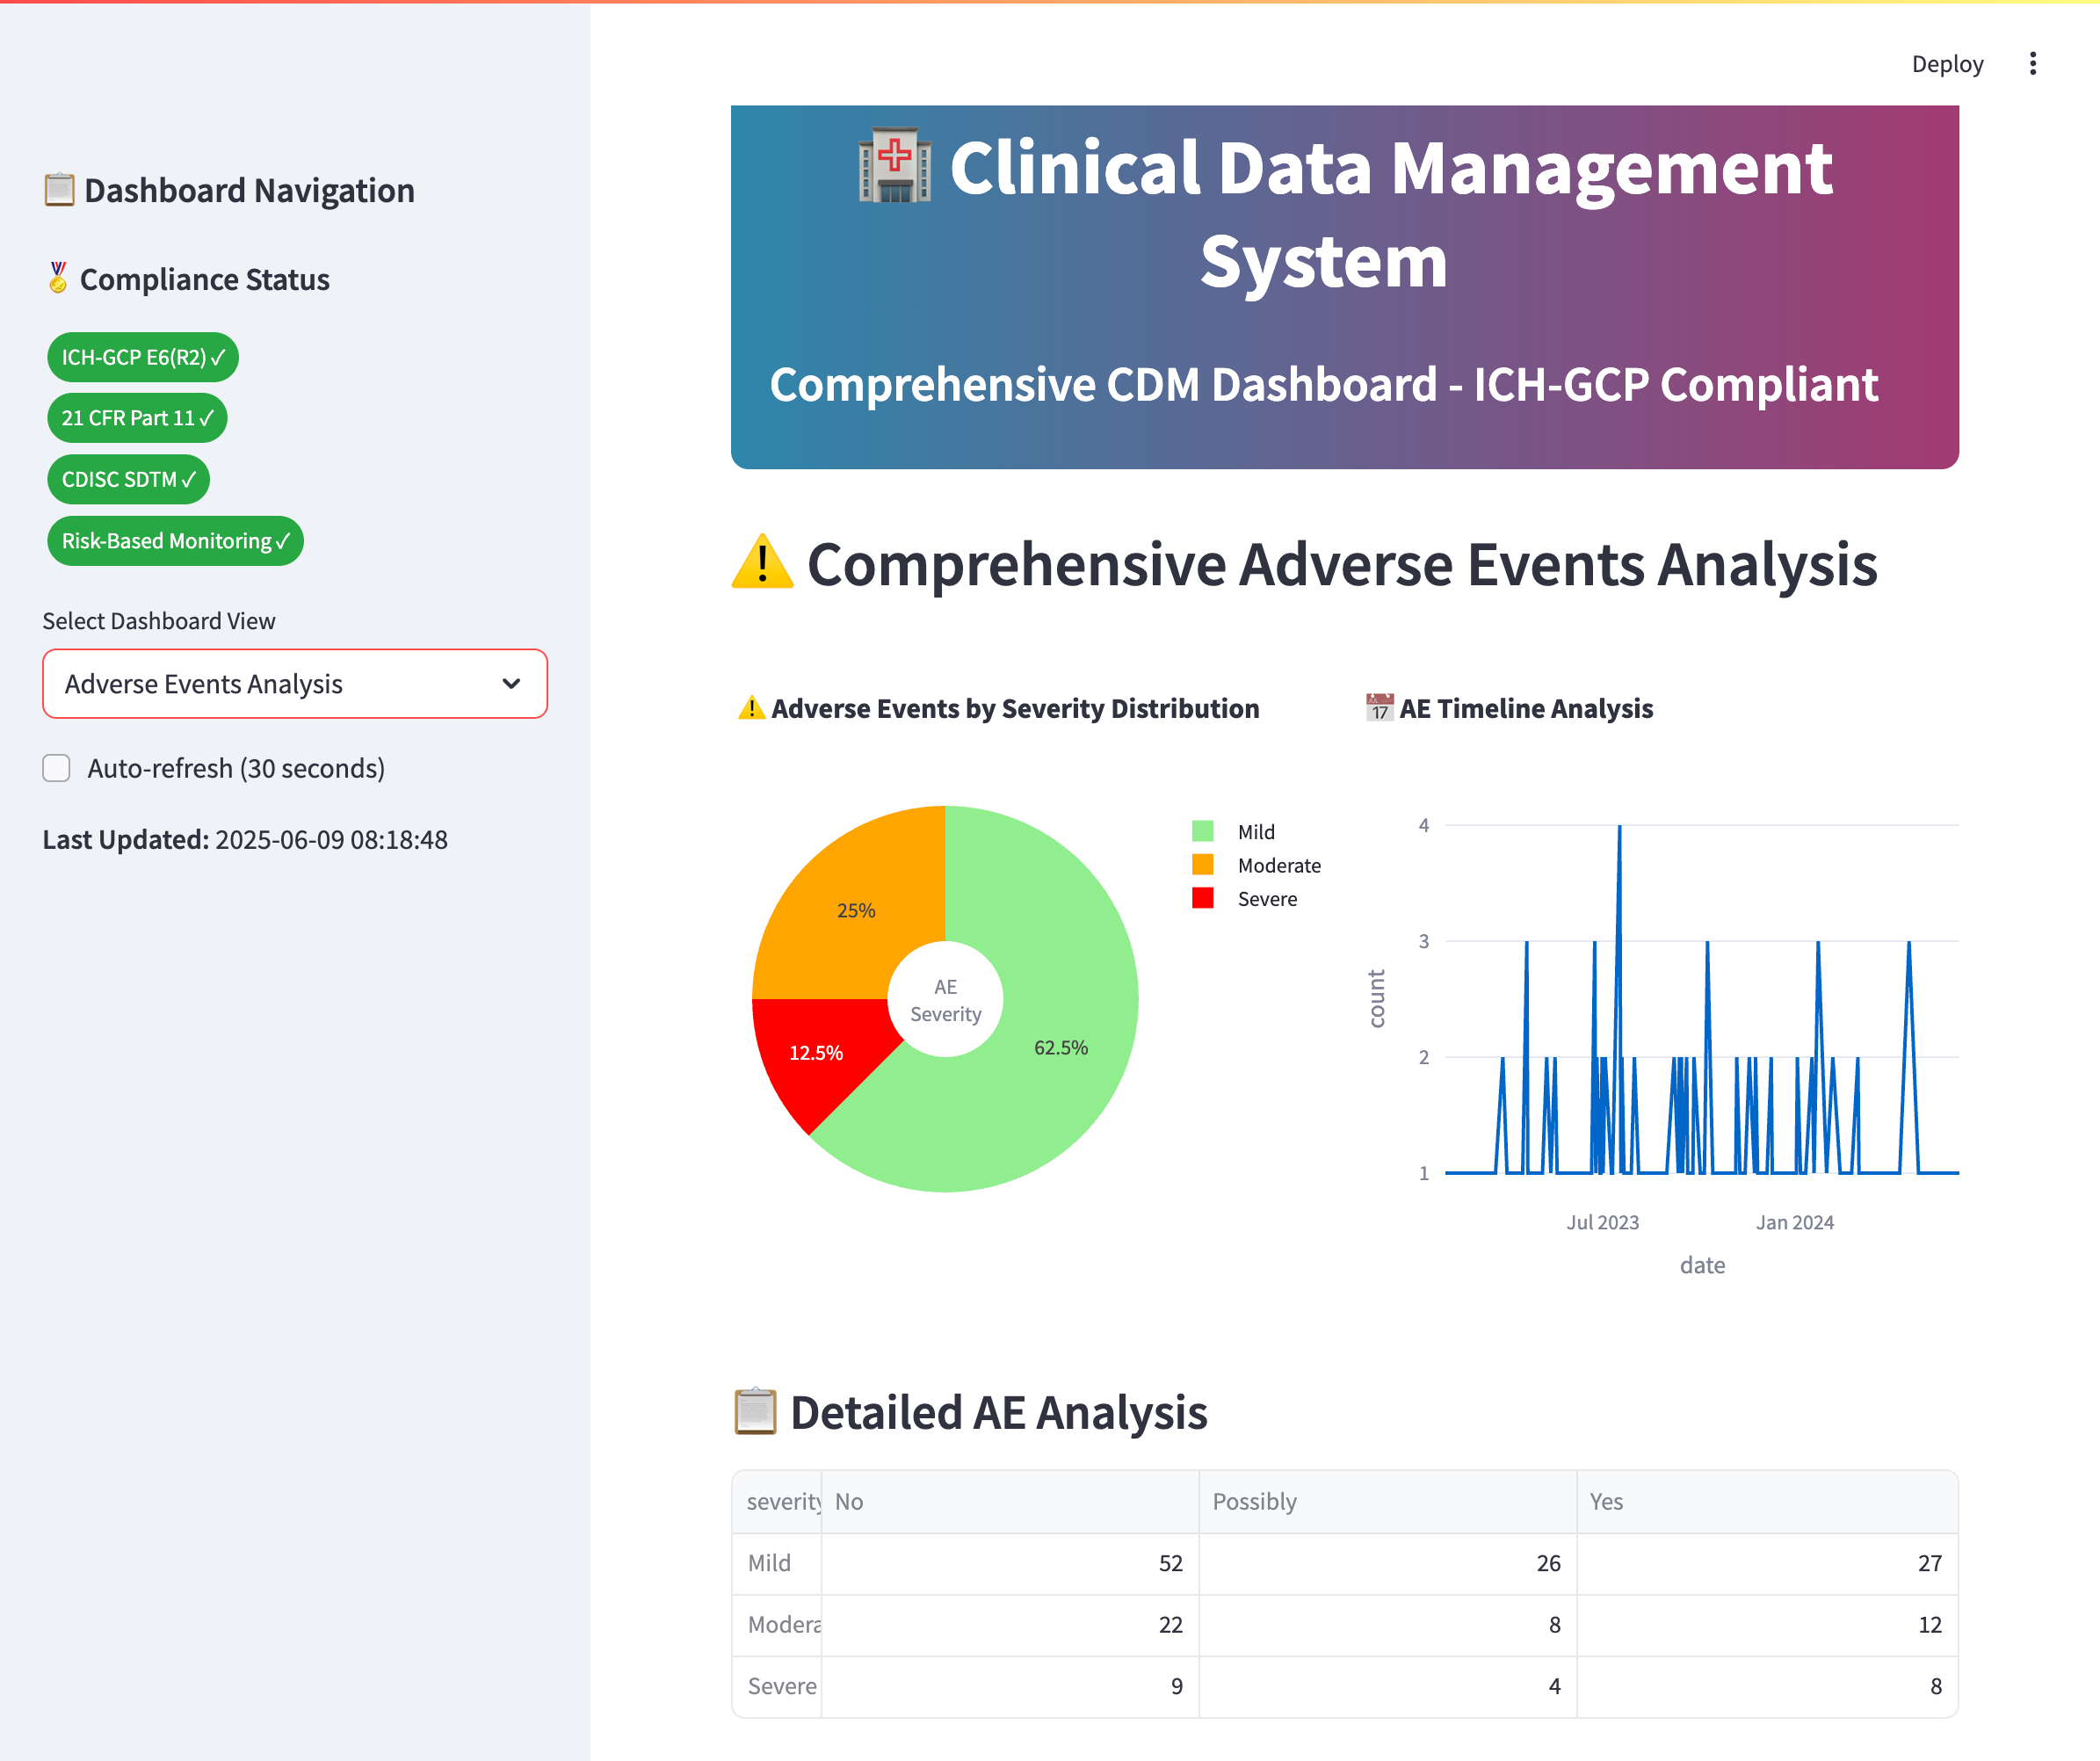 Deploy
Dashboard Navigation
Compliance Status
ICH-GCP E6(R2) ✓
21 CFR Part 11 ✓
CDISC SDTM ✓
Risk-Based Monitoring ✓
Select Dashboard View
Adverse Events Analysis
Auto-refresh (30 seconds)
Last Updated: 2025-06-09 08:18:48
Clinical Data Management
System
Comprehensive CDM Dashboard - ICH-GCP Compliant
Comprehensive Adverse Events Analysis
Adverse Events by Severity Distribution
25%
12.5%
62.5%
AE
Severity
Mild
Moderate
Severe
17 AE Timeline Analysis
4
3
2
1
count
Jul 2023 Jan 2024
date
Detailed AE Analysis
severity No Possibly Yes
Mild 52 26 27
Modera 22 8 12
Severe 9 4 8